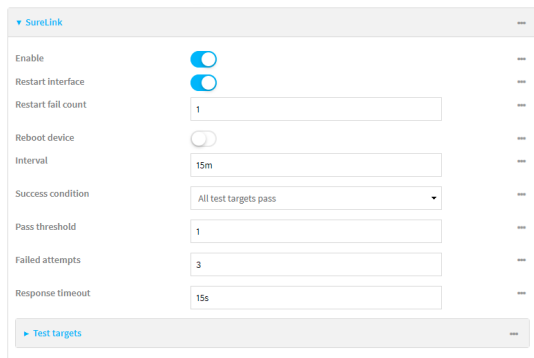 SureLink
Enable
Restart interface
Restart fail count 1
Reboot device
Interval 15m
Success condition All test targets pass
Pass threshold 1
Failed attempts 3
Response timeout 15s
Test targets